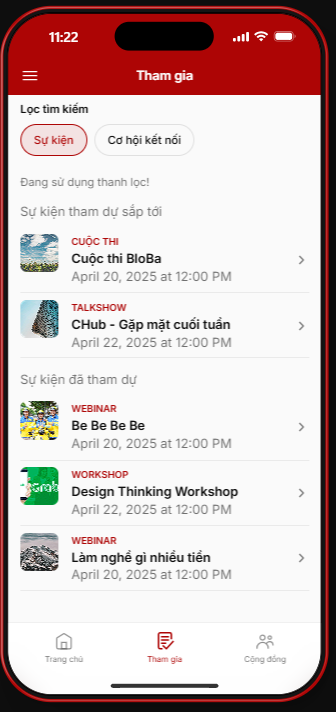 11:22
Tham gia
Lọc tìm kiếm
Sự kiện
Cơ hội kết nối
Đang sử dụng thanh lọc!
Sự kiện tham dự sắp tới
CUỘC THI
Cuộc thi BloBa
April 20, 2025 at 12:00 PM
TALKSHOW
CHub - Gặp mặt cuối tuần
April 22, 2025 at 12:00 PM
Sự kiện đã tham dự
WEBINAR
Be Be Be Be
April 20, 2025 at 12:00 PM
WORKSHOP
Grab
Design Thinking Workshop
April 22, 2025 at 12:00 PM
WEBINAR
Làm nghề gì nhiều tiền
April 20, 2025 at 12:00 PM
Trang chủ
Tham gia
Cộng đồng